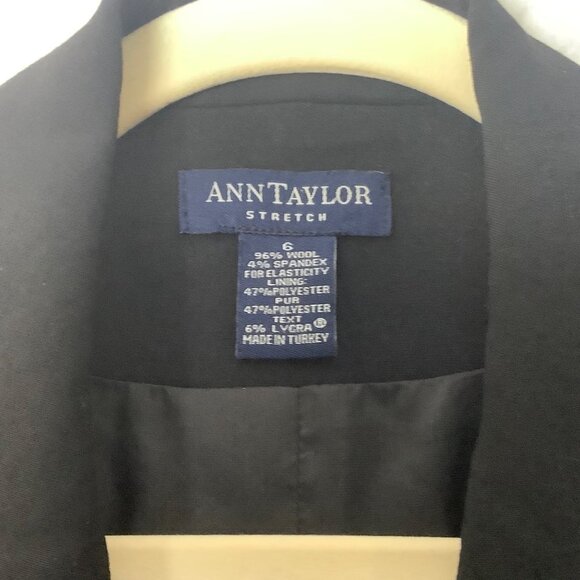 ANNTAYLOR
STRETCH
6
96% WOOL
4% SPANDEX
FOR ELASTICITY
LINING:
47%POLYESTER
PUR
47%POLYESTER
TEXT
6% LYCRA®
MADE IN TURKEY